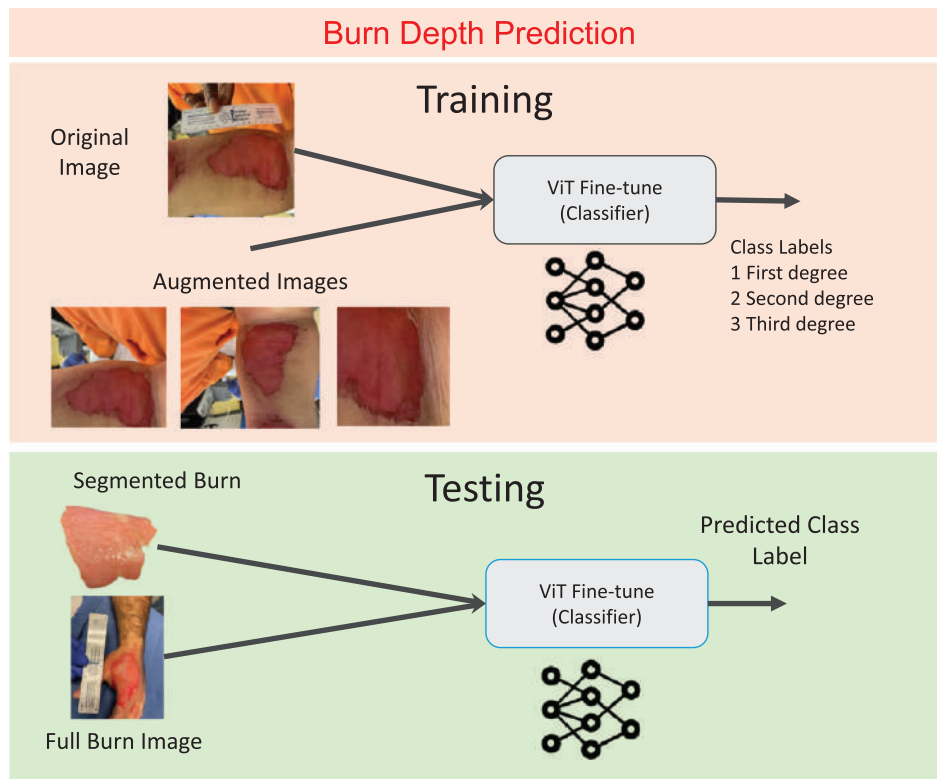 Burn Depth Prediction
Training
Original
Image
ViT Fine-tune
(Classifier)
Class Labels
1 First degree
2 Second degree
3 Third degree
Augmented Images
Segmented Burn
Testing
Predicted Class
Label
ViT Fine-tune
(Classifier)
Full Burn Image